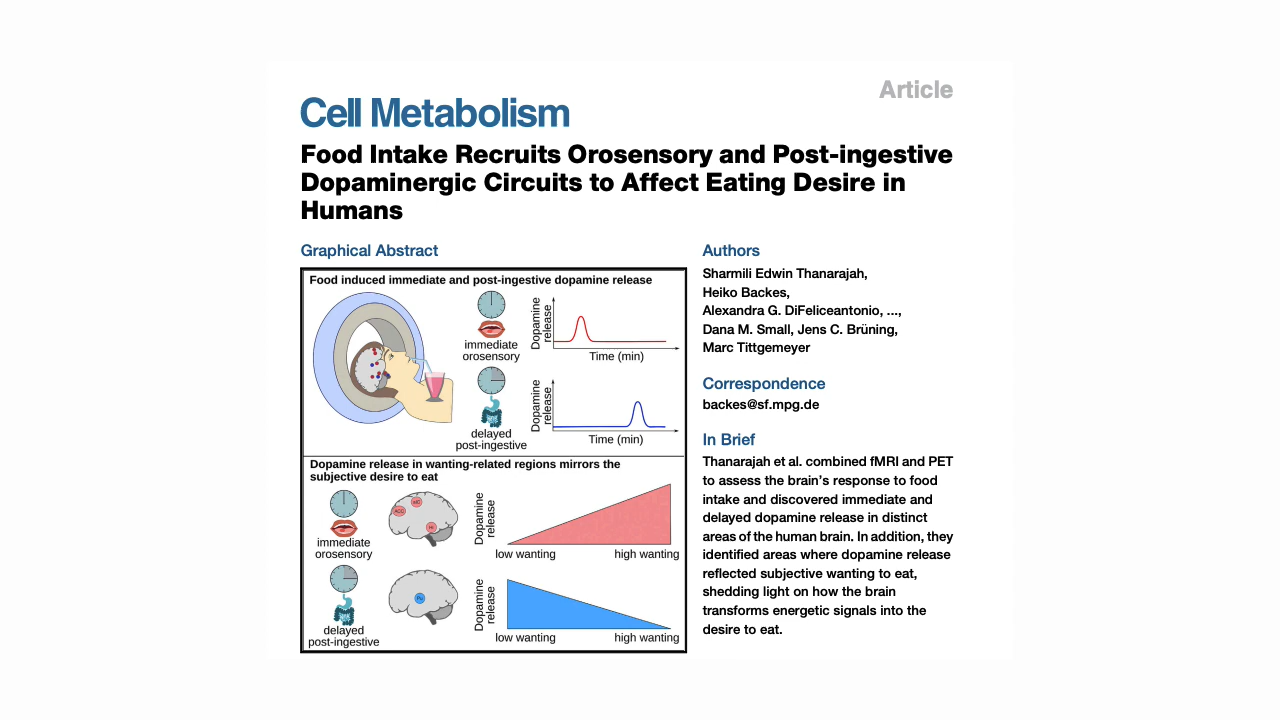 Article
Cell Metabolism
Food Intake Recruits Orosensory and Post-ingestive
Dopaminergic Circuits to Affect Eating Desire in
Humans
Graphical Abstract
Food induced immediate and post-ingestive dopamine release
immediate
orosensory
Dopamine
release
Time (min)
delayed
post-ingestive
Dopamine
release
Time (min)
Dopamine release in wanting-related regions mirrors the
subjective desire to eat
immediate
orosensory
ACC
aIC
Dopamine
release
low wanting
high wanting
delayed
post-ingestive
Pu
Dopamine
release
low wanting
high wanting
Authors
Sharmili Edwin Thanarajah,
Heiko Backes,
Alexandra G. DiFeliceantonio, ...,
Dana M. Small, Jens C. Brüning,
Marc Tittgemeyer
Correspondence
backes@sf.mpg.de
In Brief
Thanarajah et al. combined fMRI and PET
to assess the brain's response to food
intake and discovered immediate and
delayed dopamine release in distinct
areas of the human brain. In addition, they
identified areas where dopamine release
reflected subjective wanting to eat,
shedding light on how the brain
transforms energetic signals into the
desire to eat.